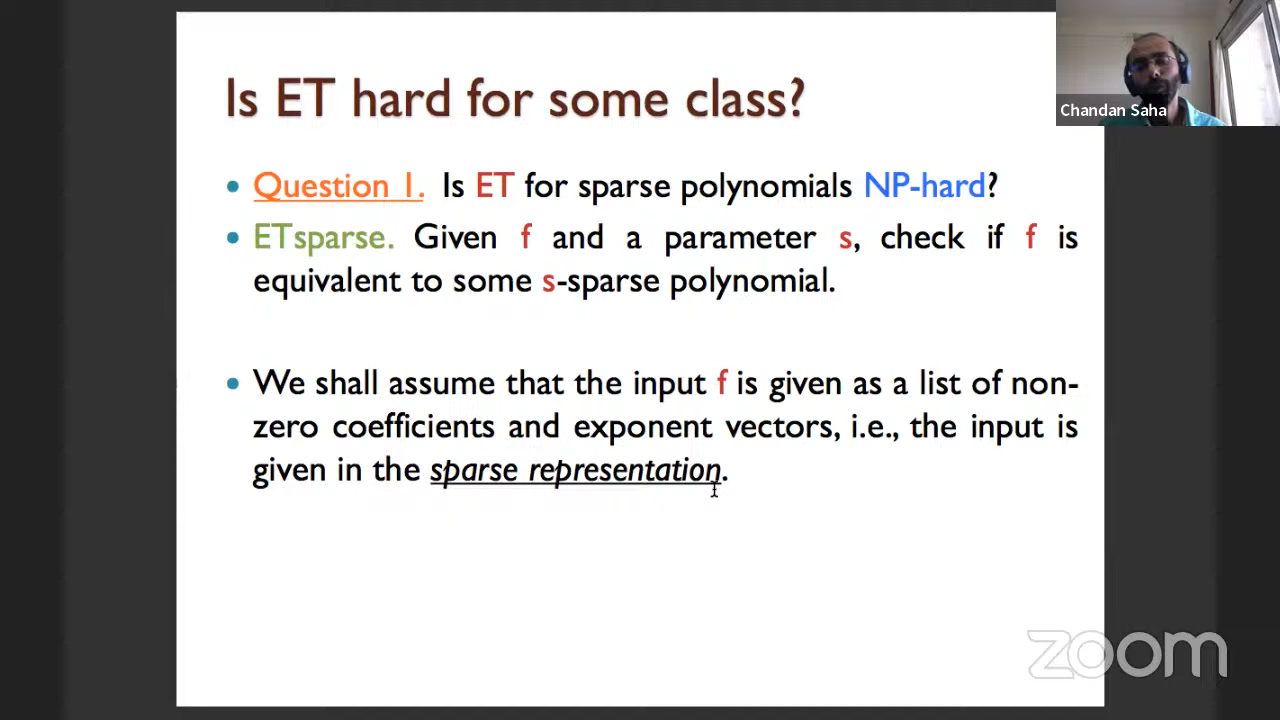 Is ET hard for some class?
Chandan Saha
• Question 1. Is ET for sparse polynomials NP-hard?
• ETsparse. Given f and a parameter s, check if f is
equivalent to some s-sparse polynomial.
• We shall assume that the input f is given as a list of non-
zero coefficients and exponent vectors, i.e., the input is
given in the sparse representation.
zoom